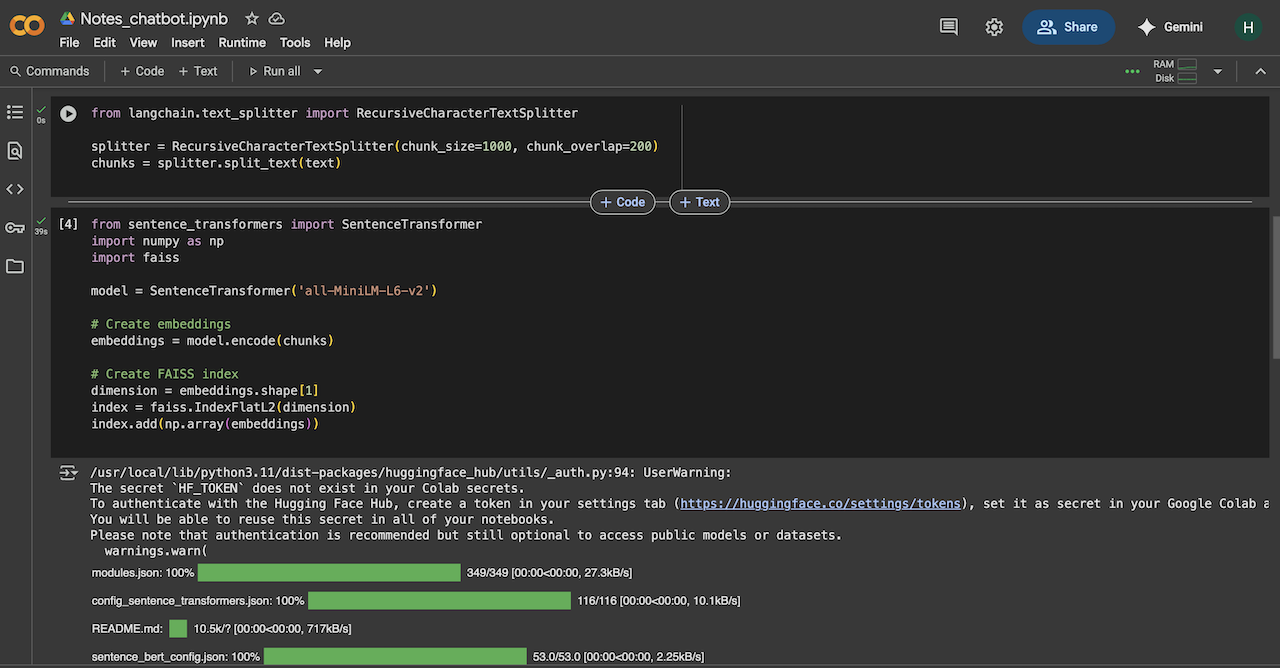 Notes_chatbot.ipynb
File Edit View Insert Runtime Tools Help
Share
Gemini
H
Commands + Code + Text Run all
RAM
Disk
0s
from langchain.text_splitter import RecursiveCharacterTextSplitter
splitter = RecursiveCharacterTextSplitter(chunk_size=1000, chunk_overlap=200)
chunks = splitter.split_text(text)
+ Code + Text
39s
[4] from sentence_transformers import SentenceTransformer
import numpy as np
import faiss
model = SentenceTransformer('all-MiniLM-L6-v2')
# Create embeddings
embeddings = model.encode(chunks)
# Create FAISS index
dimension = embeddings.shape[1]
index = faiss.IndexFlatL2(dimension)
index.add(np.array(embeddings))
/usr/local/lib/python3.11/dist-packages/huggingface_hub/utils/_auth.py:94: UserWarning:
The secret `HF_TOKEN` does not exist in your Colab secrets.
To authenticate with the Hugging Face Hub, create a token in your settings tab (https://huggingface.co/settings/tokens), set it as secret in your Google Colab a
You will be able to reuse this secret in all of your notebooks.
Please note that authentication is recommended but still optional to access public models or datasets.
warnings.warn(
modules.json: 100% 349/349 [00:00<00:00, 27.3kB/s]
config_sentence_transformers.json: 100% 116/116 [00:00<00:00, 10.1kB/s]
README.md: 10.5k/? [00:00<00:00, 717kB/s]
sentence_bert_config.json: 100% 53.0/53.0 [00:00<00:00, 2.25kB/s]